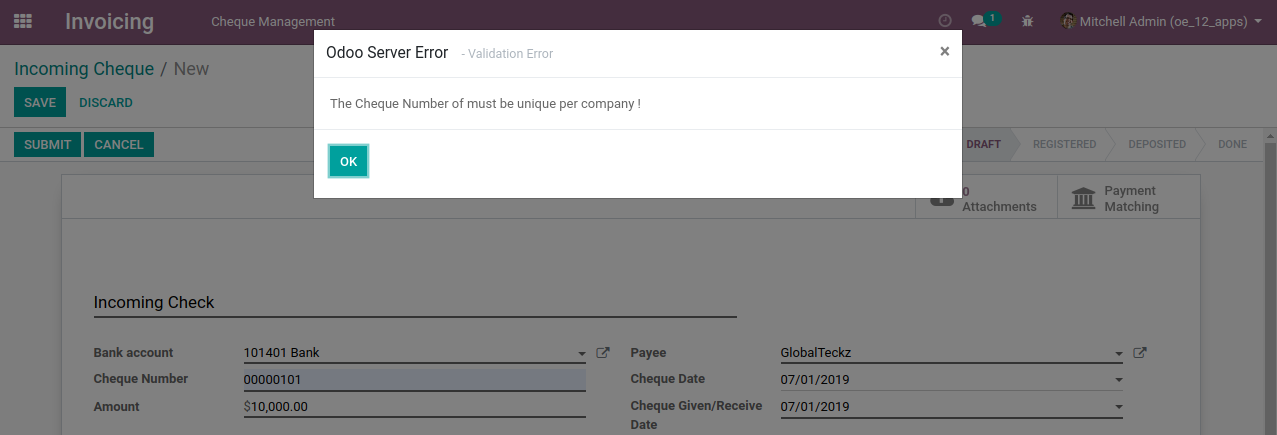 Invoicing Cheque Management 1 Mitchell Admin (oe_12_apps)
Odoo Server Error - Validation Error ×
Incoming Cheque / New
The Cheque Number of must be unique per company !
SAVE DISCARD
SUBMIT CANCEL DRAFT REGISTERED DEPOSITED DONE
OK
0
Attachments
Payment
Matching
Incoming Check
Bank account 101401 Bank Payee GlobalTeckz
Cheque Number 00000101 Cheque Date 07/01/2019
Amount $10,000.00 Cheque Given/Receive 07/01/2019
Date